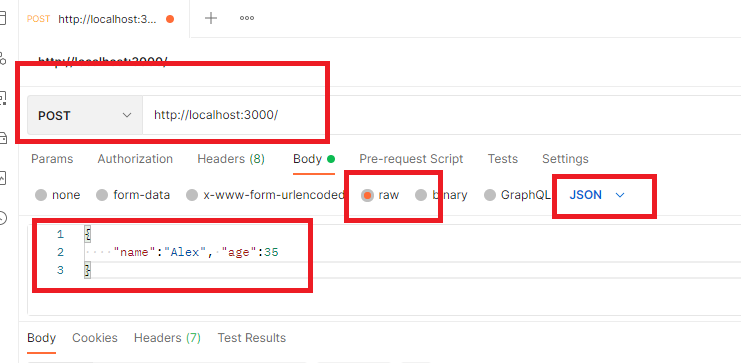 POST http://localhost:3...
http://localhost:3000/
POST http://localhost:3000/
Params Authorization Headers (8) Body Pre-request Script Tests Settings
none form-data x-www-form-urlencoded raw binary GraphQL JSON
1 {
2 "name":"Alex", "age":35
3 }
Body Cookies Headers (7) Test Results